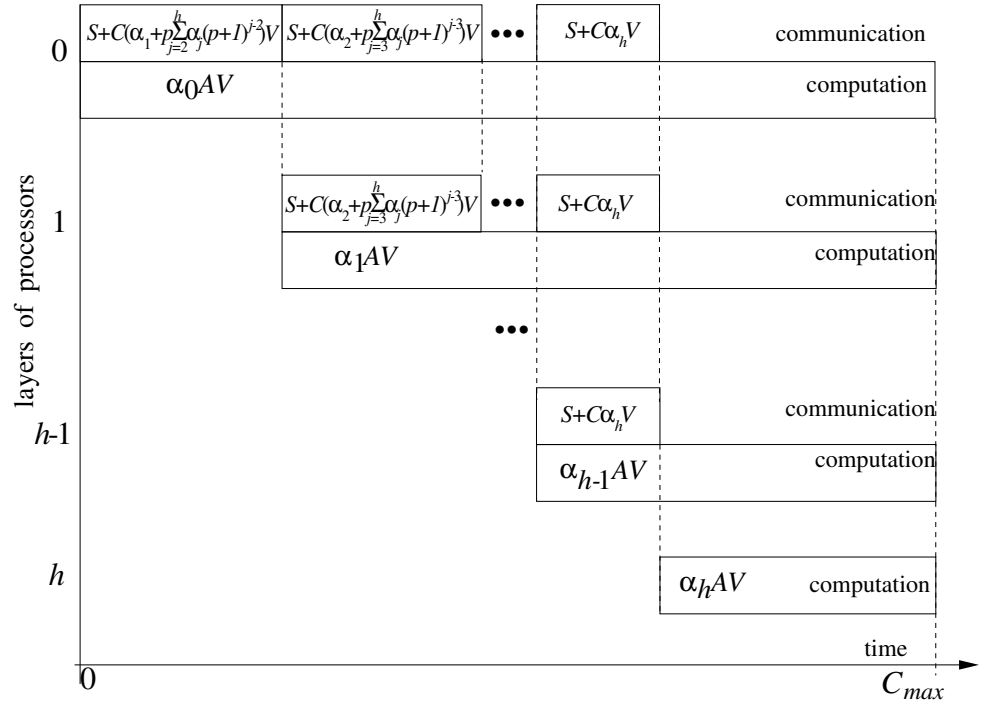 S+C(α₁+p∑ⱼ₌₂ʰαⱼ(p+1)ʲ⁻²)V S+C(α₂+p∑ⱼ₌₃ʰαⱼ(p+1)ʲ⁻³)V ••• S+CαₕV communication
0
α₀AV computation
S+C(α₂+p∑ⱼ₌₃ʰαⱼ(p+1)ʲ⁻³)V ••• S+CαₕV communication
1
α₁AV computation
layers of processors
•••
S+CαₕV communication
h-1
αₕ₋₁AV computation
h
αₕAV computation
time
0
Cₘₐₓ